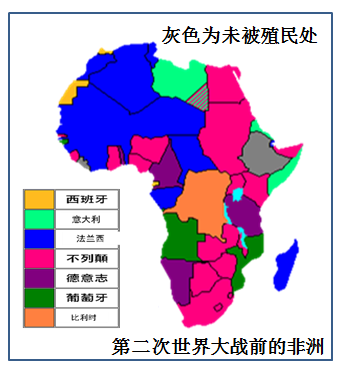 灰色为未被殖民处
西班牙
意大利
法兰西
不列颠
德意志
葡萄牙
比利时
第二次世界大战前的非洲